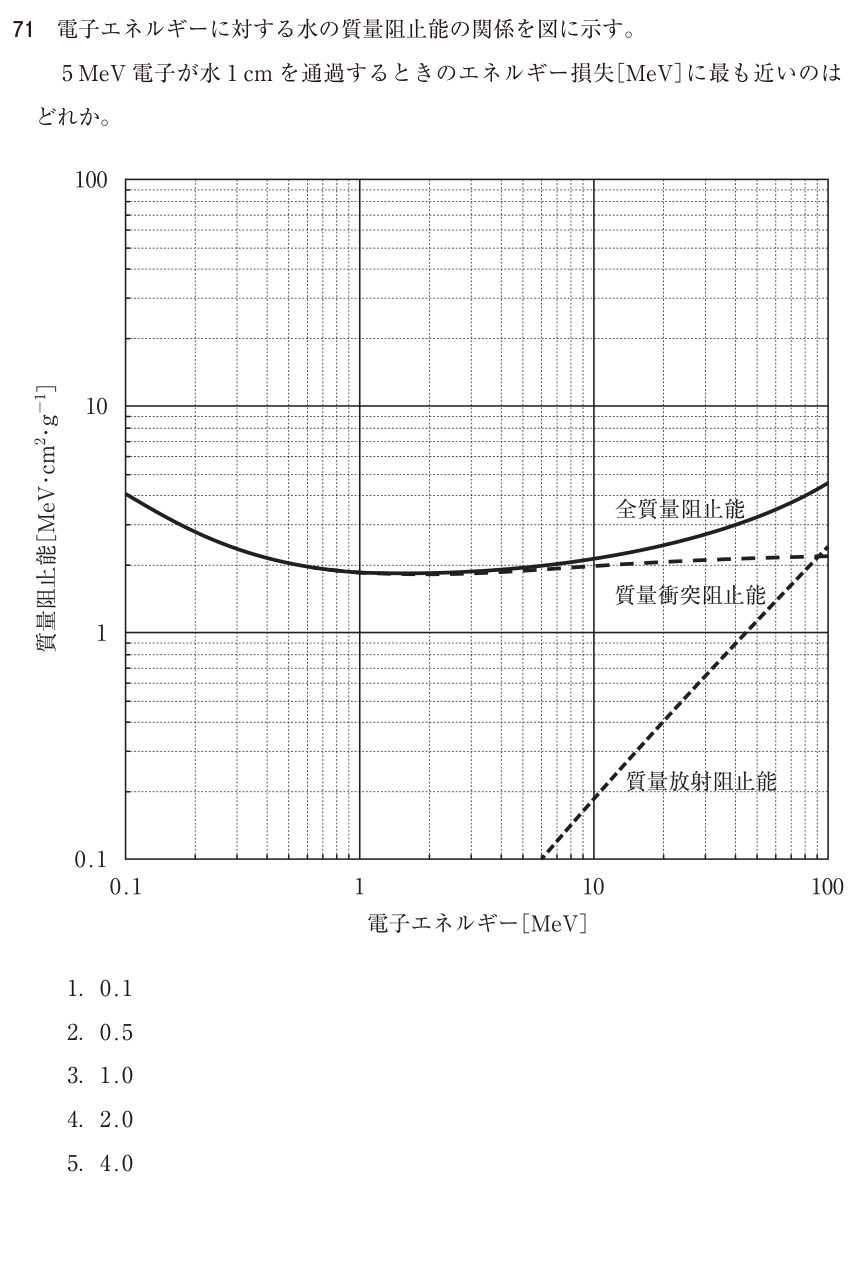 71 電子エネルギーに対する水の質量阻止能の関係を図に示す。
5 MeV 電子が水 1 cm を通過するときのエネルギー損失[MeV]に最も近いのは
どれか。
100
10
1
0.1
質量阻止能[MeV·cm²·g⁻¹]
全質量阻止能
質量衝突阻止能
質量放射阻止能
0.1 1 10 100
電子エネルギー[MeV]
1. 0.1
2. 0.5
3. 1.0
4. 2.0
5. 4.0